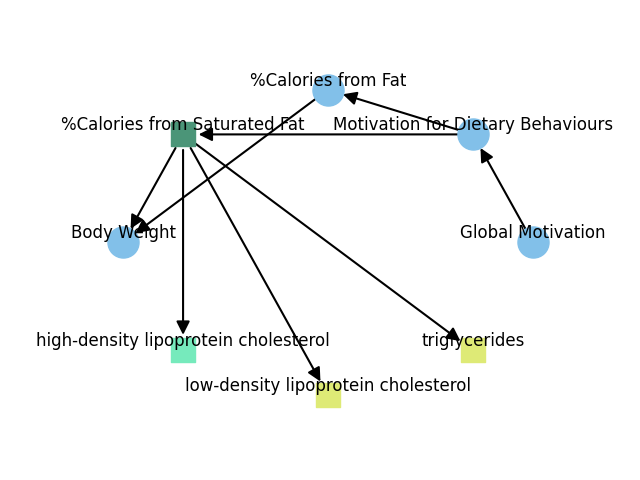 %Calories from Fat
%Calories from Saturated Fat
Motivation for Dietary Behaviours
Body Weight
Global Motivation
high-density lipoprotein cholesterol
triglycerides
low-density lipoprotein cholesterol